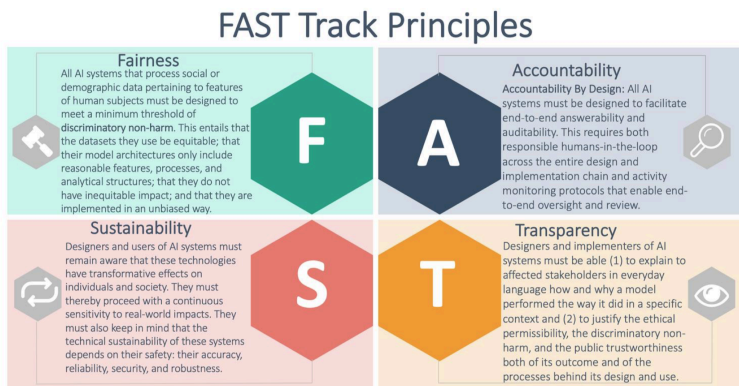 FAST Track Principles
Fairness
All AI systems that process social or
demographic data pertaining to features
of human subjects must be designed to
meet a minimum threshold of
discriminatory non-harm. This entails that
the datasets they use be equitable; that
their model architectures only include
reasonable features, processes, and
analytical structures; that they do not
have inequitable impact; and that they are
implemented in an unbiased way.
F
A
Accountability
Accountability By Design: All AI
systems must be designed to facilitate
end-to-end answerability and
auditability. This requires both
responsible humans-in-the-loop
across the entire design and
implementation chain and activity
monitoring protocols that enable end-
to-end oversight and review.
Sustainability
Designers and users of AI systems must
remain aware that these technologies
have transformative effects on
individuals and society. They must
thereby proceed with a continuous
sensitivity to real-world impacts. They
must also keep in mind that the
technical sustainability of these systems
depends on their safety: their accuracy,
reliability, security, and robustness.
S
T
Transparency
Designers and implementers of AI
systems must be able (1) to explain to
affected stakeholders in everyday
language how and why a model
performed the way it did in a specific
context and (2) to justify the ethical
permissibility, the discriminatory non-
harm, and the public trustworthiness
both of its outcome and of the
processes behind its design and use.